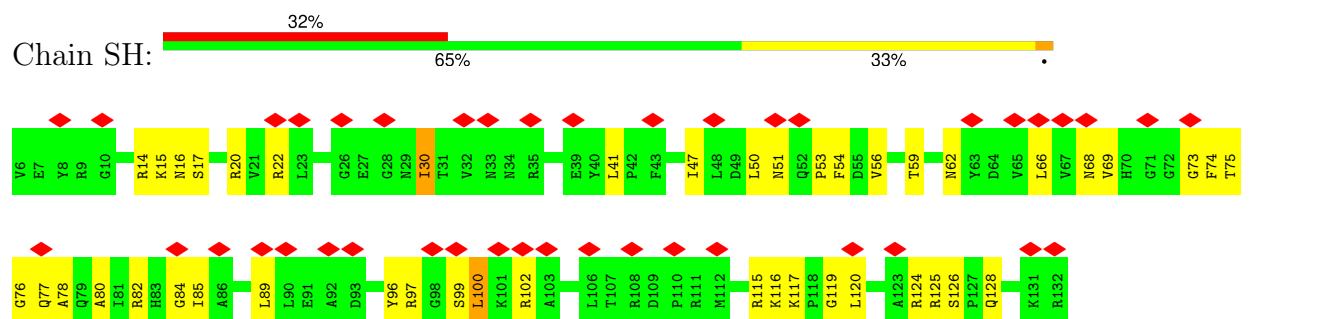 32%
Chain SH:
65% 33% •
V6 E7 Y8 R9 G10 R14 K15 N16 S17 R20 V21 R22 L23 G26 E27 G28 N29 I30 T31 V32 N33 N34 R35 E39 Y40 L41 P42 F43 I47 L48 D49 L50 N51 Q52 P53 F54 D55 V56 T59 N62 Y63 D64 V65 L66 V67 N68 V69 H70 G71 G72 G73 F74 T75
G76 Q77 A78 Q79 A80 I81 R82 H83 G84 I85 A86 L89 L90 E91 A92 D93 Y96 R97 G98 S99 L100 K101 R102 A103 L106 T107 R108 D109 P110 R111 M112 R115 K116 K117 P118 G119 L120 A123 R124 R125 S126 P127 Q128 K131 R132